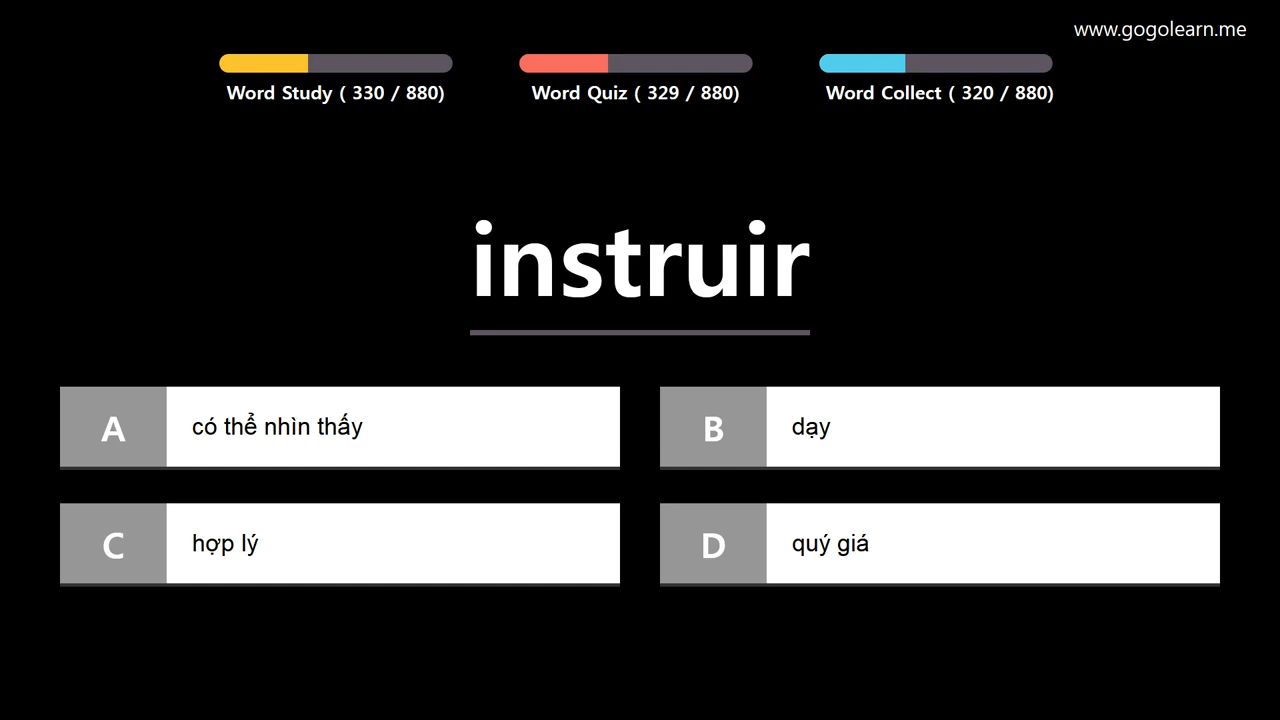 www.gogolearn.me
Word Study ( 330 / 880)
Word Quiz ( 329 / 880)
Word Collect ( 320 / 880)
instruir
A
có thể nhìn thấy
B
dạy
C
hợp lý
D
quý giá